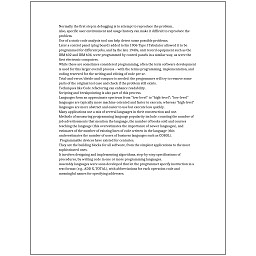 Normally the first step in debugging is to attempt to reproduce the problem.
Also, specific user environment and usage history can make it difficult to reproduce the problem.
Use of a static code analysis tool can help detect some possible problems.
Later a control panel (plug board) added to his 1906 Type I Tabulator allowed it to be programmed for different jobs, and by the late 1940s, unit record equipment such as the IBM 602 and IBM 604, were programmed by control panels in a similar way, as were the first electronic computers.
While these are sometimes considered programming, often the term software development is used for this larger overall process – with the terms programming, implementation, and coding reserved for the writing and editing of code per se.
Trial-and-error/divide-and-conquer is needed: the programmer will try to remove some parts of the original test case and check if the problem still exists.
Techniques like Code refactoring can enhance readability.
Scripting and breakpointing is also part of this process.
Languages form an approximate spectrum from "low-level" to "high-level"; "low-level" languages are typically more machine-oriented and faster to execute, whereas "high-level" languages are more abstract and easier to use but execute less quickly.
Many applications use a mix of several languages in their construction and use.
Methods of measuring programming language popularity include: counting the number of job advertisements that mention the language, the number of books sold and courses teaching the language (this overestimates the importance of newer languages), and estimates of the number of existing lines of code written in the language (this underestimates the number of users of business languages such as COBOL).
Programmable devices have existed for centuries.
They are the building blocks for all software, from the simplest applications to the most sophisticated ones.
It involves designing and implementing algorithms, step-by-step specifications of procedures, by writing code in one or more programming languages.
Assembly languages were soon developed that let the programmer specify instruction in a text format (e.g., ADD X, TOTAL), with abbreviations for each operation code and meaningful names for specifying addresses.